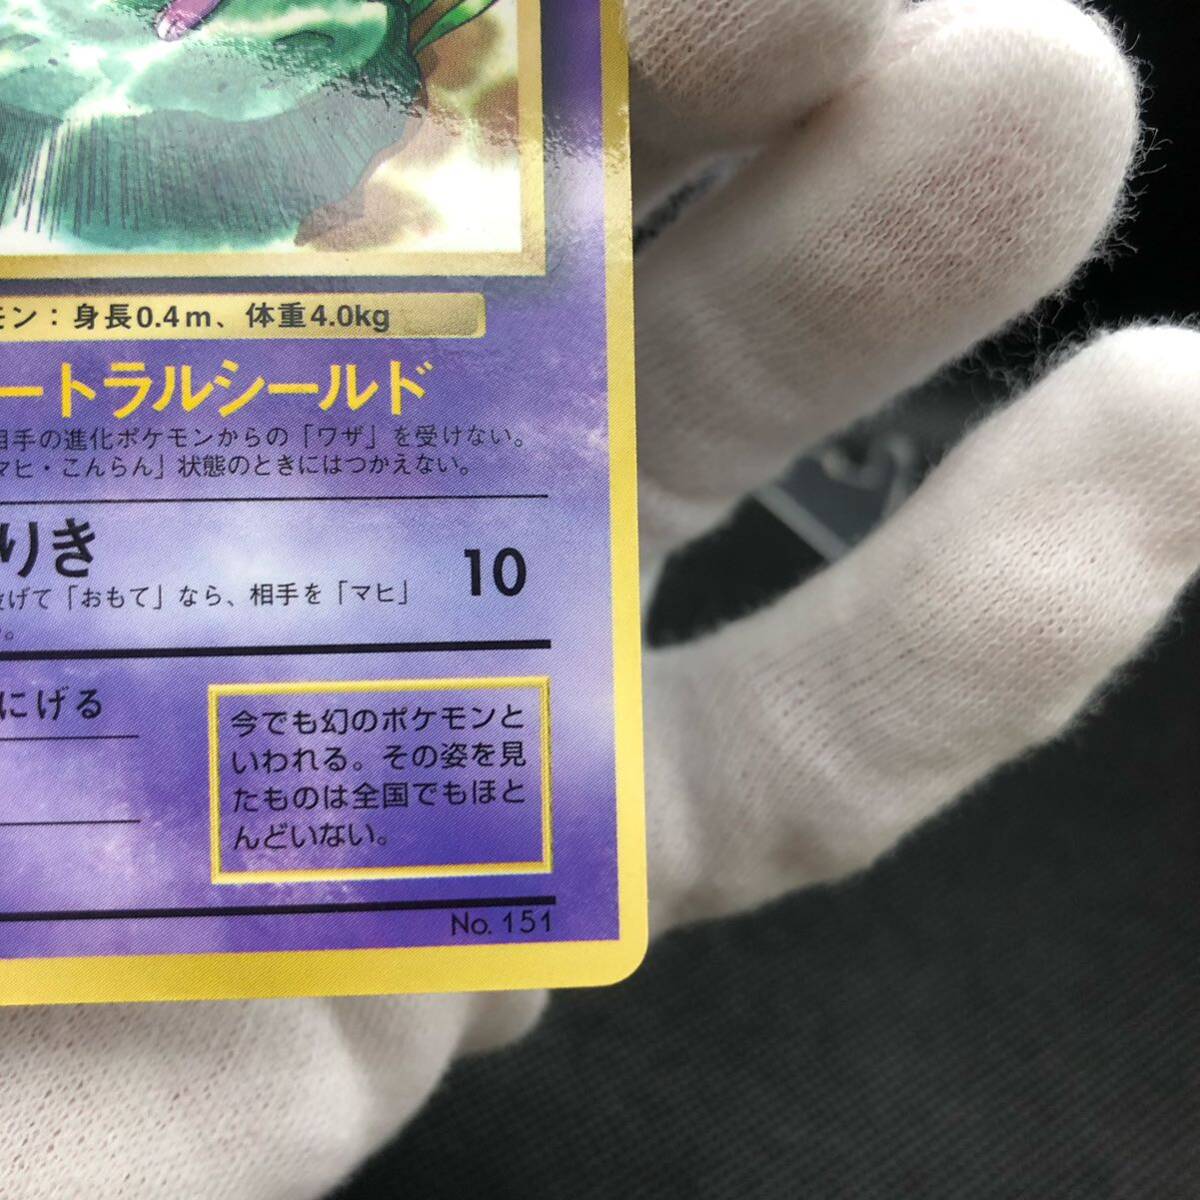 モン：身長0.4m、体重4.0kg
ートラルシールド
相手の進化ポケモンからの「ワザ」を受けない。
マヒ・こんらん」状態のときにはつかえない。
りき
10
投げて「おもて」なら、相手を「マヒ」
。
にげる
今でも幻のポケモンと
いわれる。その姿を見
たものは全国でもほと
んどいない。
No. 151